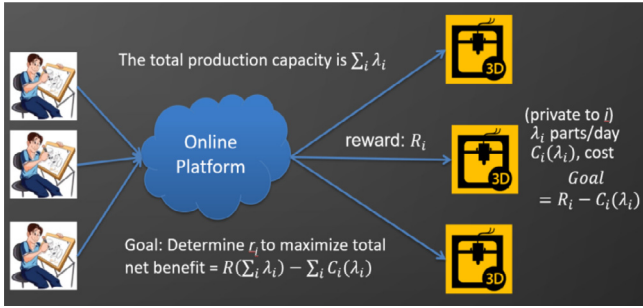 The total production capacity is ∑ᵢ λᵢ
3D
Online
Platform
reward: Rᵢ
3D
(private to i)
λᵢ parts/day
Cᵢ(λᵢ), cost
Goal
= Rᵢ − Cᵢ(λᵢ)
Goal: Determine rᵢ to maximize total
net benefit = R(∑ᵢ λᵢ) − ∑ᵢ Cᵢ(λᵢ)
3D